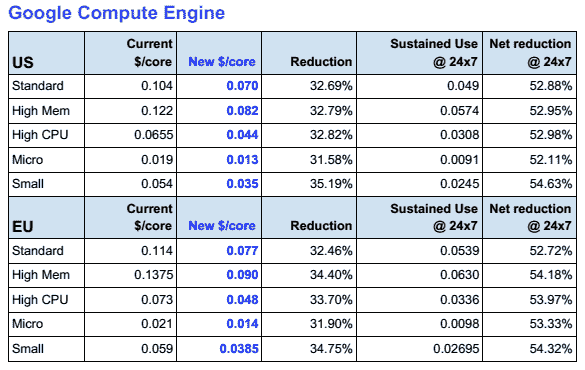 Google Compute Engine
US Current $/core New $/core Reduction Sustained Use @ 24x7 Net reduction @ 24x7
Standard 0.104 0.070 32.69% 0.049 52.88%
High Mem 0.122 0.082 32.79% 0.0574 52.95%
High CPU 0.0655 0.044 32.82% 0.0308 52.98%
Micro 0.019 0.013 31.58% 0.0091 52.11%
Small 0.054 0.035 35.19% 0.0245 54.63%
EU Current $/core New $/core Reduction Sustained Use @ 24x7 Net reduction @ 24x7
Standard 0.114 0.077 32.46% 0.0539 52.72%
High Mem 0.1375 0.090 34.40% 0.0630 54.18%
High CPU 0.073 0.048 33.70% 0.0336 53.97%
Micro 0.021 0.014 31.90% 0.0098 53.33%
Small 0.059 0.0385 34.75% 0.02695 54.32%